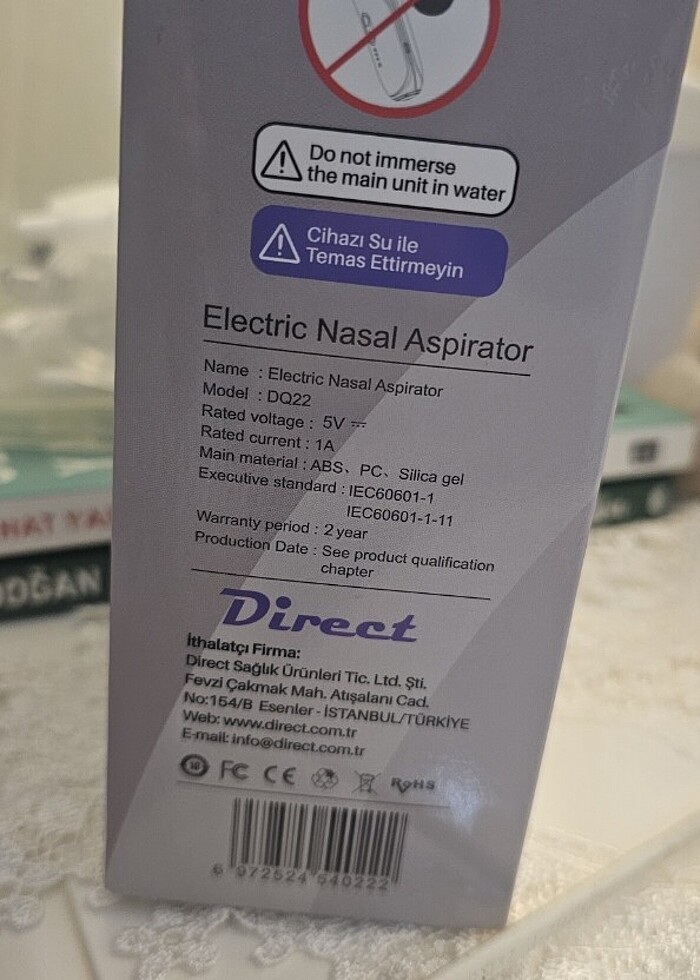 Do not immerse
the main unit in water
Cihazı Su ile
Temas Ettirmeyin
Electric Nasal Aspirator
Name : Electric Nasal Aspirator
Model : DQ22
Rated voltage : 5V ⎓
Rated current : 1A
Main material : ABS、PC、Silica gel
Executive standard : IEC60601-1
IEC60601-1-11
Warranty period : 2 year
Production Date : See product qualification
chapter
Direct
İthalatçı Firma:
Direct Sağlık Ürünleri Tic. Ltd. Şti.
Fevzi Çakmak Mah. Atışalanı Cad.
No:154/B Esenler - İSTANBUL/TÜRKİYE
Web: www.direct.com.tr
E-mail: info@direct.com.tr
10 FC CE RoHS
6 972524 640222
HAT YA
DOĞAN